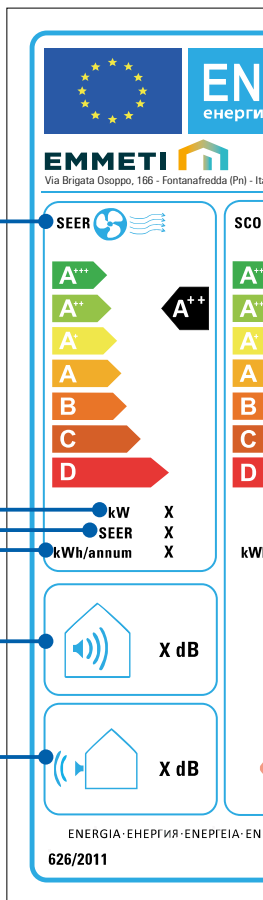 EN
енерги
EMMETI
Via Brigata Osoppo, 166 - Fontanafredda (Pn) - Ita
SEER
SCO
A+++
A++
A+
A
B
C
D
A++
A+++
A++
A+
A
B
C
D
kW X
SEER X
kWh/annum X
kWh
X dB
X dB
ENERGIA·ЕНЕРГИЯ·ΕΝΕΡΓΕΙΑ·EN
626/2011